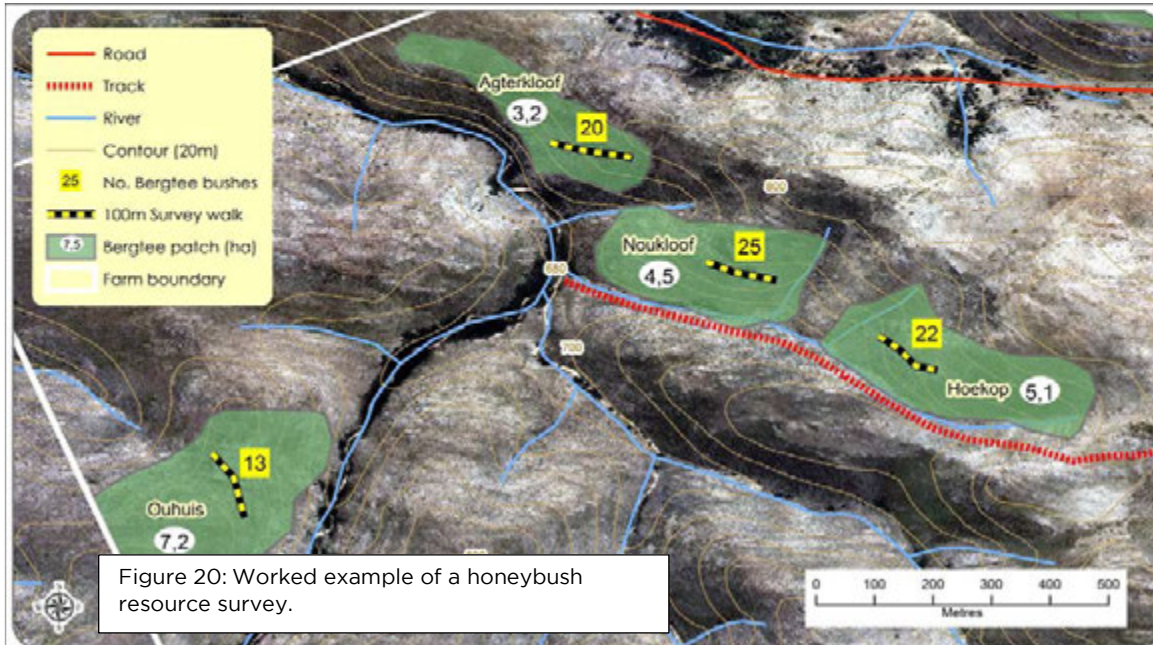 Road
Track
River
Contour (20m)
25 No. Bergtee bushes
100m Survey walk
7,5 Bergtee patch (ha)
Farm boundary
Agterkloof
3,2
20
600
Noukloof
25
4,5
680
700
22
Hoekop 5,1
13
Ouhuis
7,2
Figure 20: Worked example of a honeybush
resource survey.
0 100 200 300 400 500
Metres